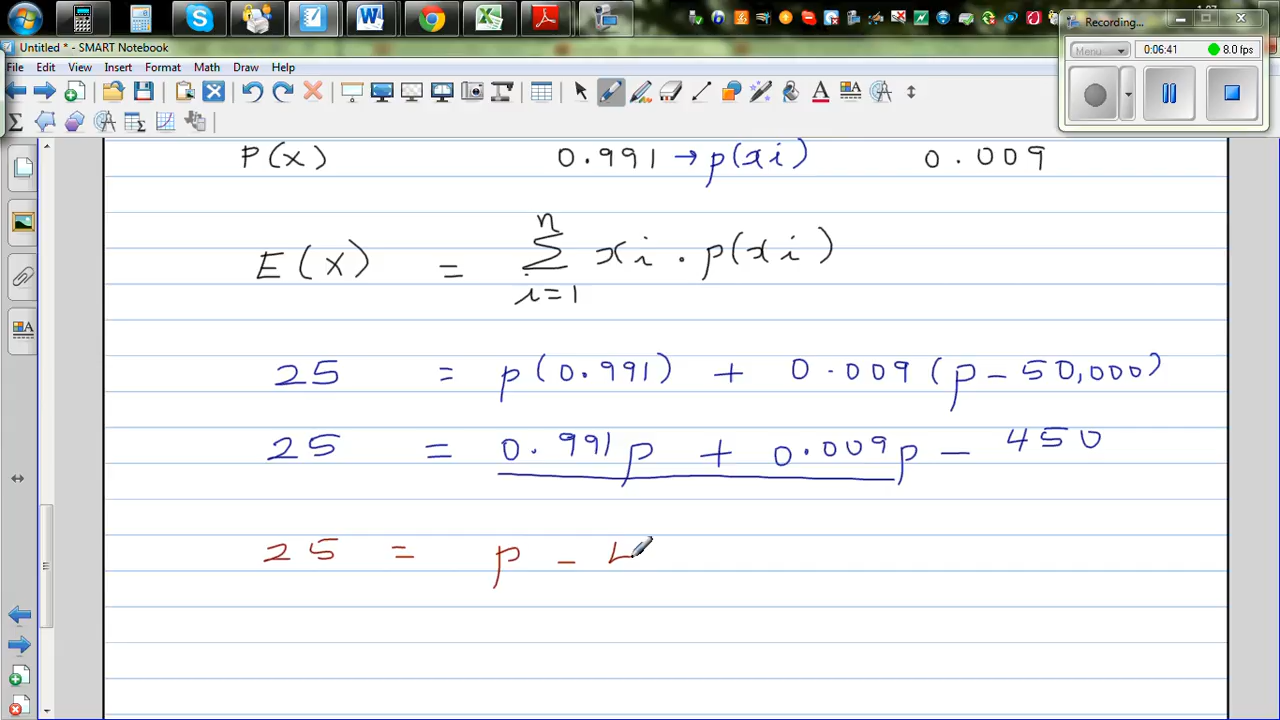 Untitled * - SMART Notebook
File Edit View Insert Format Math Draw Help
Recording...
Menu
0:06:41
8.0 fps
P(x) 0.991 → p(xi) 0.009
n
E(X) = Σ xi . p(xi)
i=1
25 = p(0.991) + 0.009(p - 50,000)
25 = 0.991p + 0.009p - 450
25 = p -